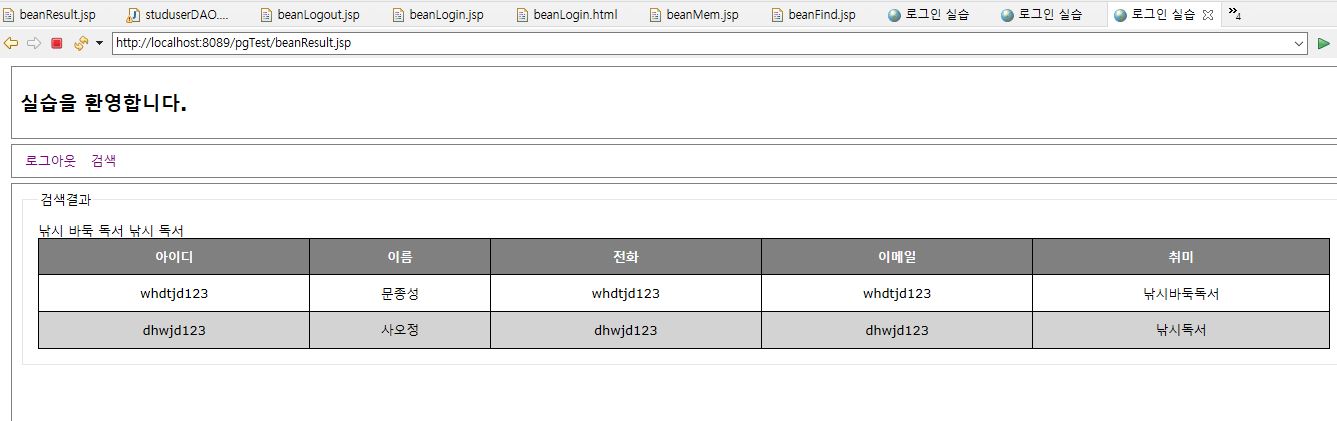 beanResult.jsp studuserDAO.... beanLogout.jsp beanLogin.jsp beanLogin.html beanMem.jsp beanFind.jsp 로그인 실습 로그인 실습 로그인 실습 »4
http://localhost:8089/pgTest/beanResult.jsp
실습을 환영합니다.
로그아웃 검색
검색결과
낚시 바둑 독서 낚시 독서
아이디 이름 전화 이메일 취미
whdtjd123 문종성 whdtjd123 whdtjd123 낚시바둑독서
dhwjd123 사오정 dhwjd123 dhwjd123 낚시독서